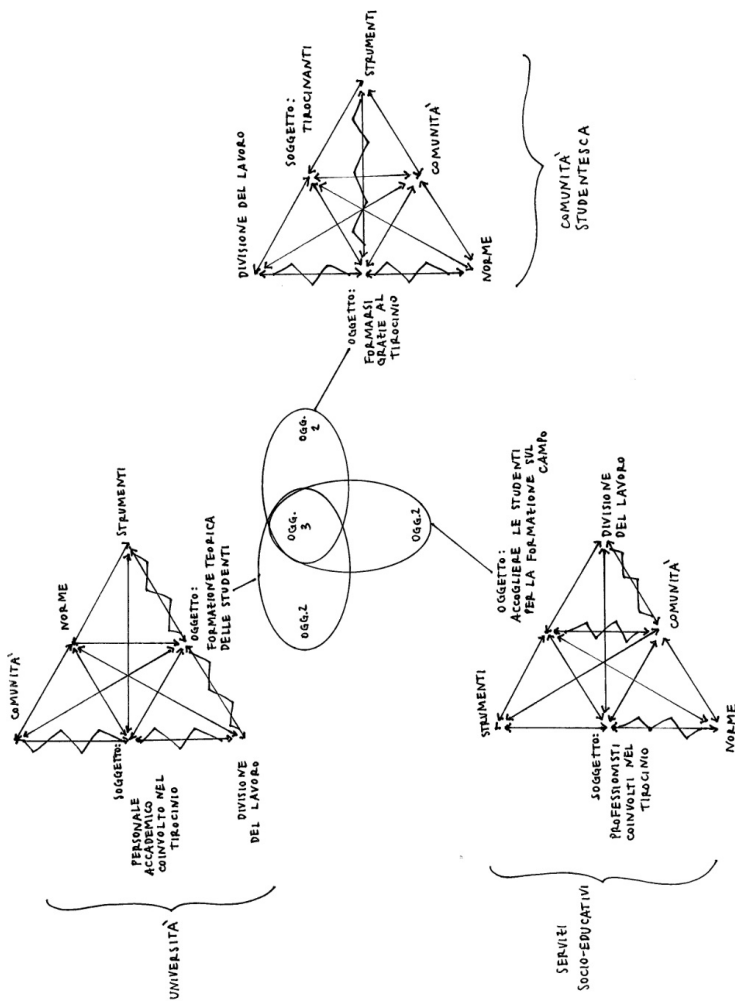 SERVIZI
SOCIO-EDUCATIVI
STRUMENTI
SOGGETTO:
PROFESSIONISTI
COINVOLTI NEL
TIROCINIO
NORME
COMUNITÀ
DIVISIONE
DEL LAVORO
OGGETTO:
ACCOGLIERE LE STUDENTI
PER LA FORMAZIONE SUL
CAMPO
UNIVERSITÀ
COMUNITÀ
SOGGETTO:
PERSONALE
ACCADEMICO
COINVOLTO NEL
TIROCINIO
DIVISIONE
DEL LAVORO
NORME
STRUMENTI
OGGETTO:
FORMAZIONE TEORICA
DELLE STUDENTI
OGG.2
OGG.2
OGG.
3
OGG.
2
OGGETTO:
FORMARSI
GRAZIE AL
TIROCINIO
DIVISIONE DEL LAVORO
NORME
SOGGETTO:
TIROCINANTI
COMUNITÀ
STRUMENTI
COMUNITÀ
STUDENTESCA